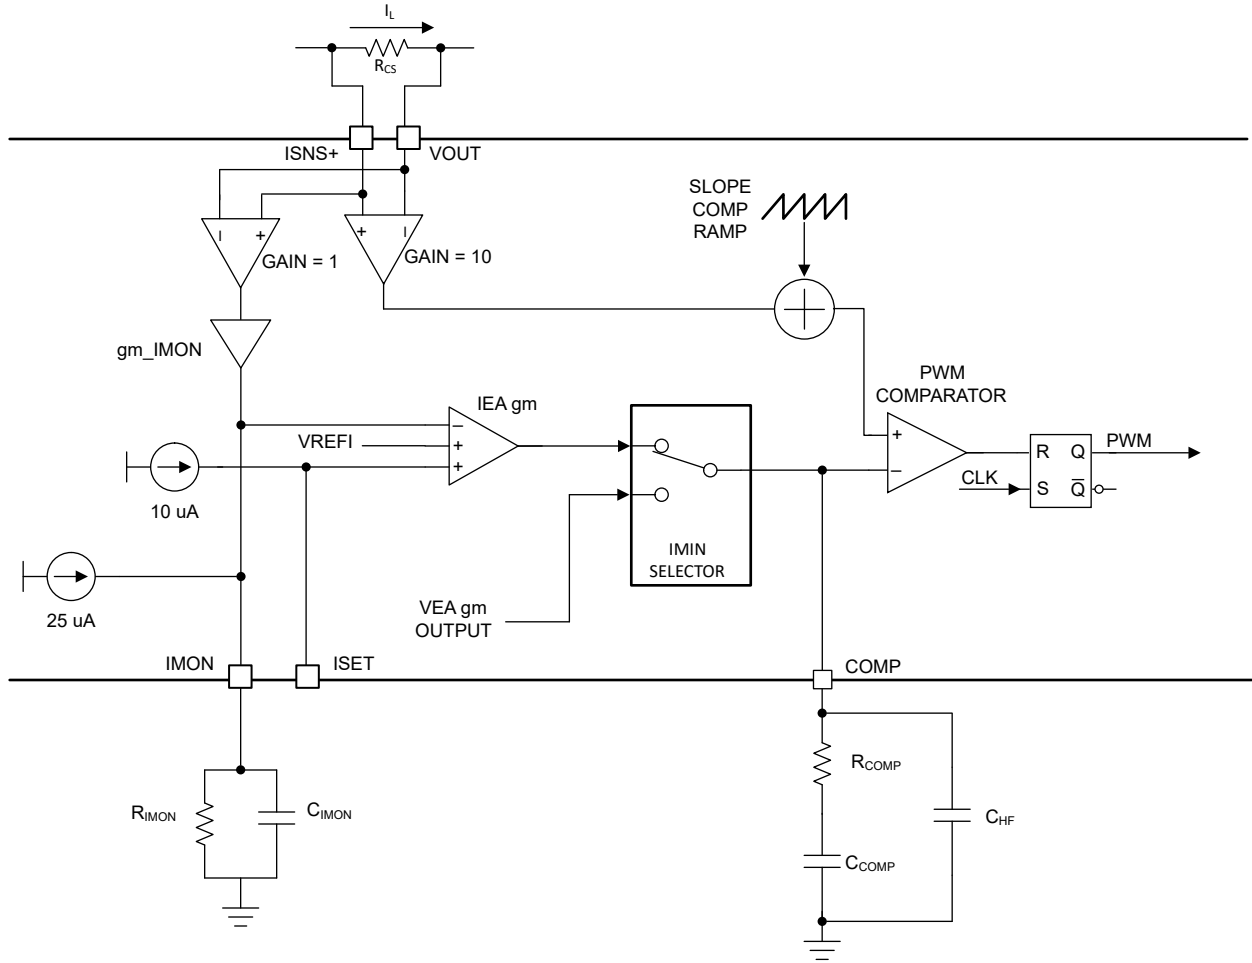 IL
RCS
ISNS+
VOUT
SLOPE
COMP
RAMP
–
+
+
–
GAIN = 1
GAIN = 10
gm_IMON
PWM
COMPARATOR
IEA gm
–
VREFI
+
+
10 uA
+
–
R
Q
PWM
CLK
S
Q̅
IMIN
SELECTOR
25 uA
VEA gm
OUTPUT
IMON
ISET
COMP
RCOMP
RIMON
CIMON
CHF
CCOMP